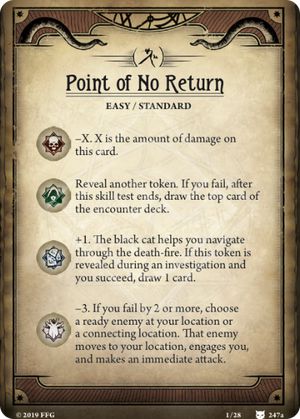 Point of No Return
EASY / STANDARD
–X. X is the amount of damage on
this card.
Reveal another token. If you fail, after
this skill test ends, draw the top card of
the encounter deck.
+1. The black cat helps you navigate
through the death-fire. If this token is
revealed during an investigation and
you succeed, draw 1 card.
–3. If you fail by 2 or more, choose
a ready enemy at your location or
a connecting location. That enemy
moves to your location, engages you,
and makes an immediate attack.
© 2019 FFG
1/28
247a